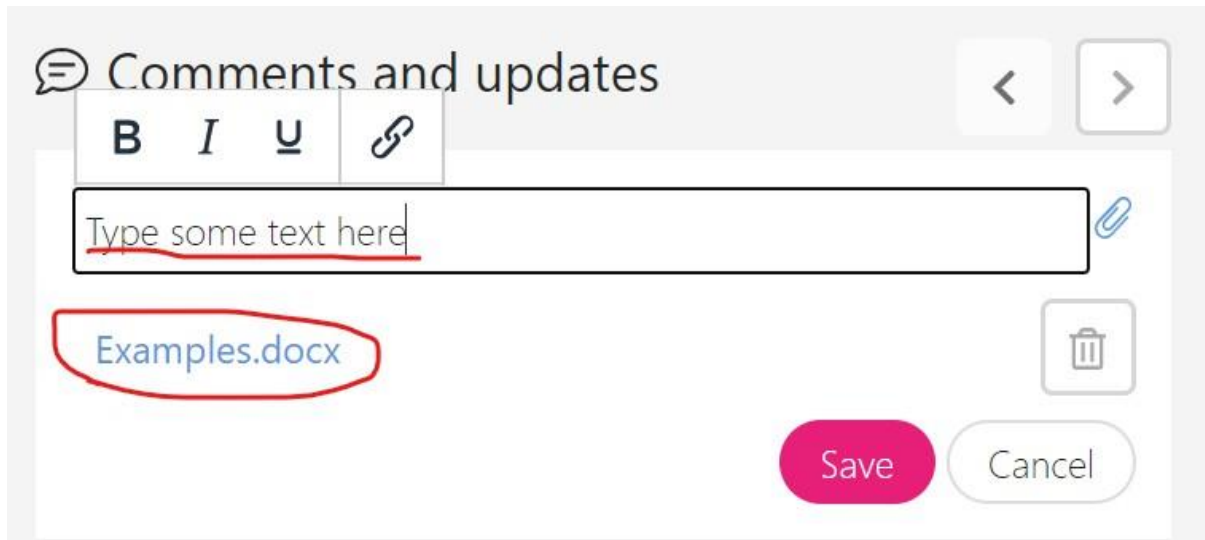 Comments and updates
B I U
Type some text here
Examples.docx
Save Cancel